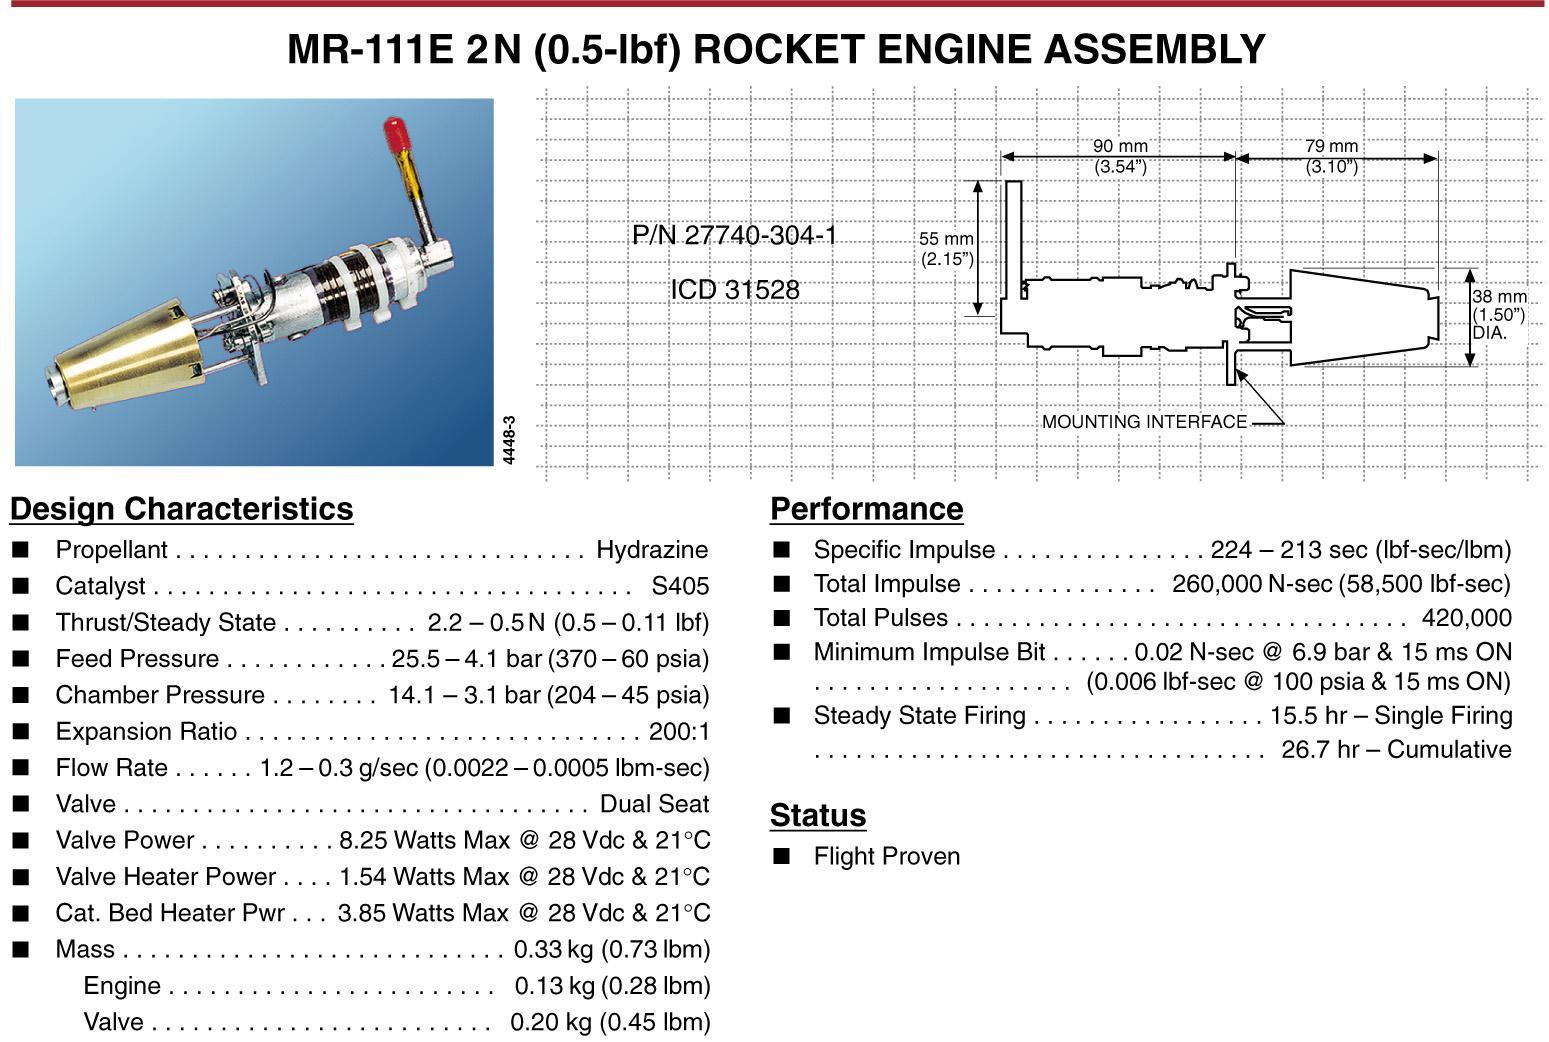 MR-111E 2N (0.5-lbf) ROCKET ENGINE ASSEMBLY
4448-3
P/N 27740-304-1
ICD 31528
90 mm
(3.54”)
79 mm
(3.10”)
55 mm
(2.15”)
38 mm
(1.50”)
DIA.
MOUNTING INTERFACE
Design Characteristics
■ Propellant . . . . . . . . . . . . . . . . . . . . . . . . . . . . . . Hydrazine
■ Catalyst . . . . . . . . . . . . . . . . . . . . . . . . . . . . . . . . . . . S405
■ Thrust/Steady State . . . . . . . . . . 2.2 – 0.5 N (0.5 – 0.11 lbf)
■ Feed Pressure . . . . . . . . . . . . 25.5 – 4.1 bar (370 – 60 psia)
■ Chamber Pressure . . . . . . . . 14.1 – 3.1 bar (204 – 45 psia)
■ Expansion Ratio . . . . . . . . . . . . . . . . . . . . . . . . . . . . . 200:1
■ Flow Rate . . . . . . 1.2 – 0.3 g/sec (0.0022 – 0.0005 lbm-sec)
■ Valve . . . . . . . . . . . . . . . . . . . . . . . . . . . . . . . . . . Dual Seat
■ Valve Power . . . . . . . . . . 8.25 Watts Max @ 28 Vdc & 21°C
■ Valve Heater Power . . . . 1.54 Watts Max @ 28 Vdc & 21°C
■ Cat. Bed Heater Pwr . . . 3.85 Watts Max @ 28 Vdc & 21°C
■ Mass . . . . . . . . . . . . . . . . . . . . . . . . . . . . 0.33 kg (0.73 lbm)
Engine . . . . . . . . . . . . . . . . . . . . . . . . 0.13 kg (0.28 lbm)
Valve . . . . . . . . . . . . . . . . . . . . . . . . . 0.20 kg (0.45 lbm)
Performance
■ Specific Impulse . . . . . . . . . . . . . . . 224 – 213 sec (lbf-sec/lbm)
■ Total Impulse . . . . . . . . . . . . . . 260,000 N-sec (58,500 lbf-sec)
■ Total Pulses . . . . . . . . . . . . . . . . . . . . . . . . . . . . . . . . . 420,000
■ Minimum Impulse Bit . . . . . . 0.02 N-sec @ 6.9 bar & 15 ms ON
. . . . . . . . . . . . . . . . . . . (0.006 lbf-sec @ 100 psia & 15 ms ON)
■ Steady State Firing . . . . . . . . . . . . . . . . . 15.5 hr – Single Firing
. . . . . . . . . . . . . . . . . . . . . . . . . . . . . . . . . 26.7 hr – Cumulative
Status
■ Flight Proven